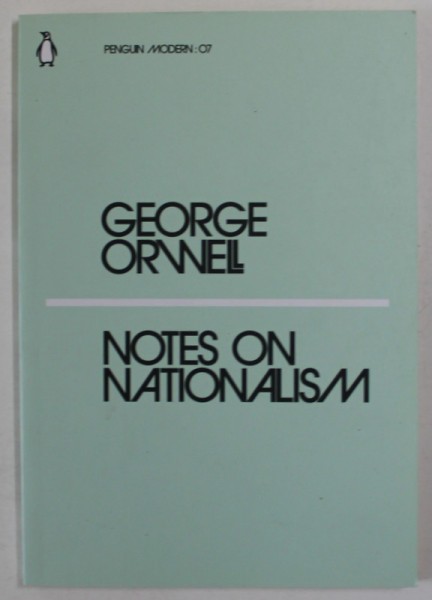 PENGUIN MODERN: 07
GEORGE
ORWELL
NOTES ON
NATIONALISM